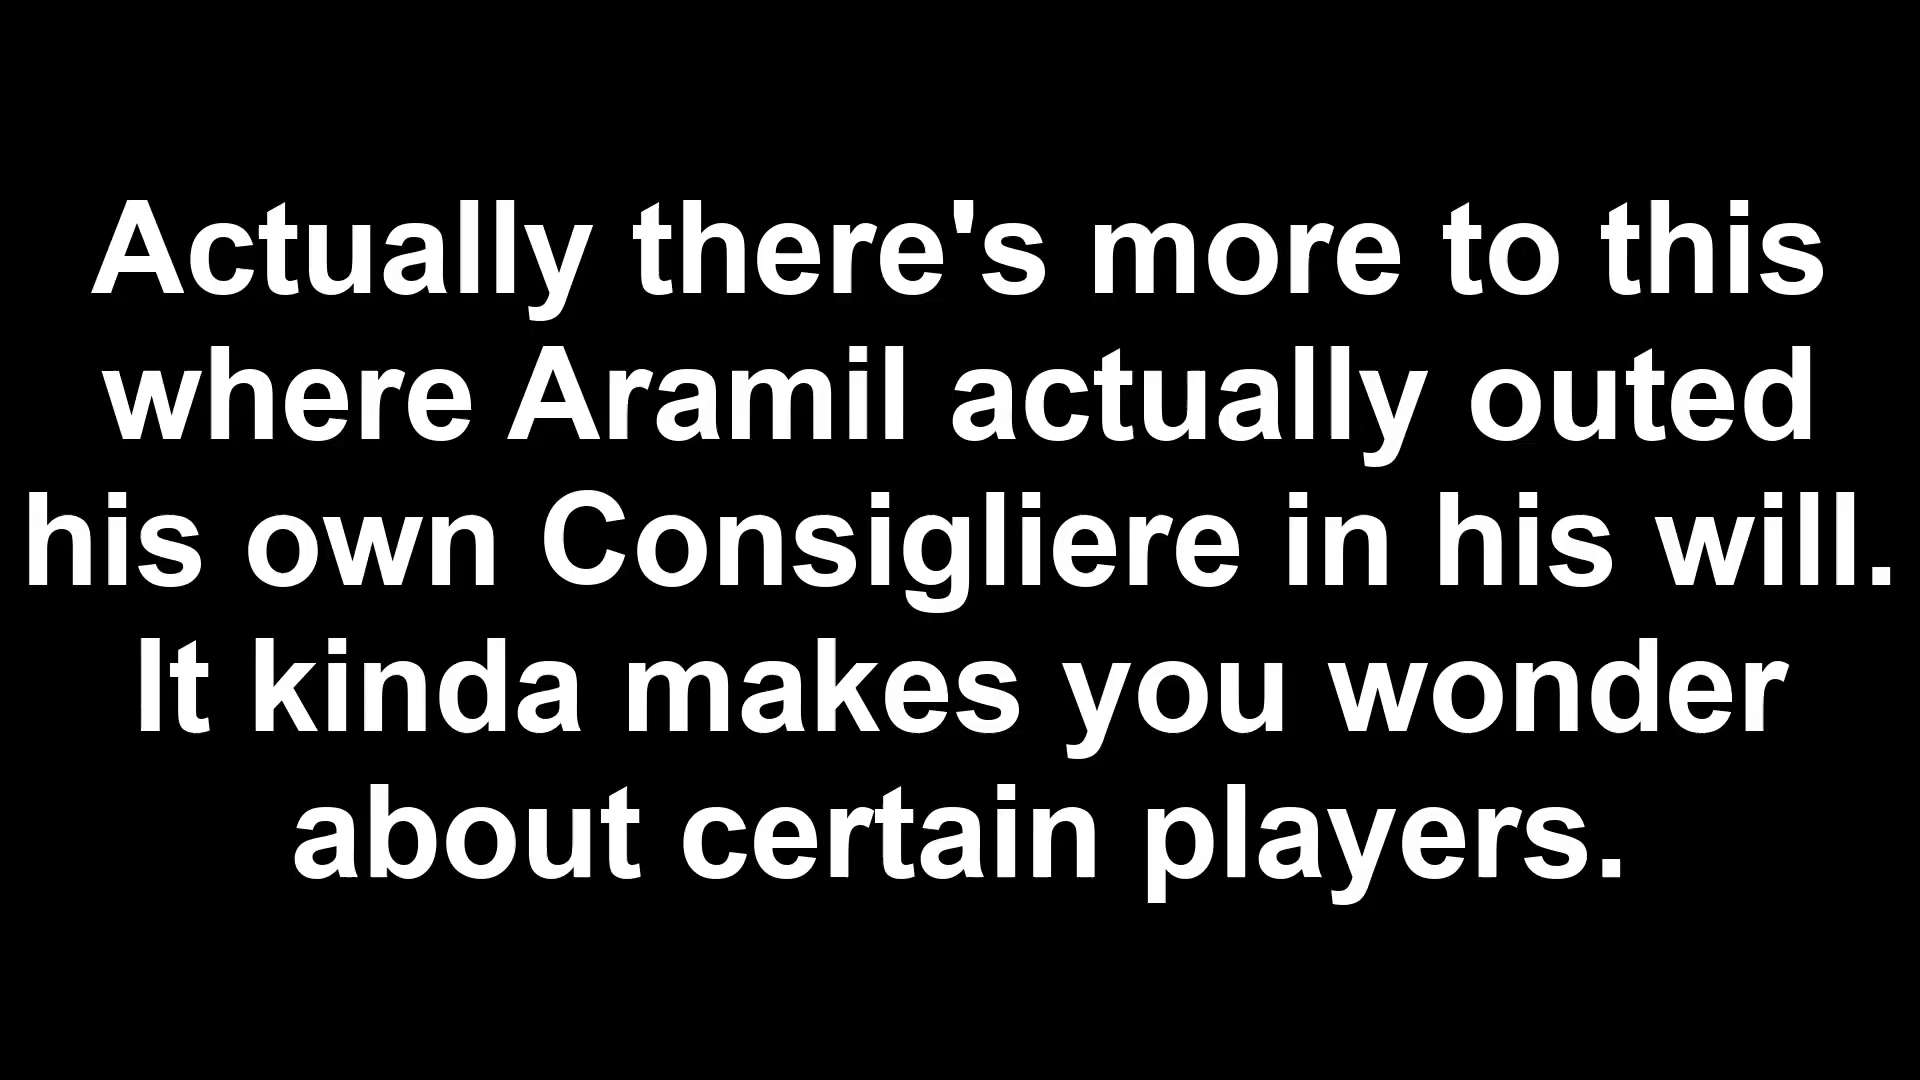 Actually there's more to this
where Aramil actually outed
his own Consigliere in his will.
It kinda makes you wonder
about certain players.